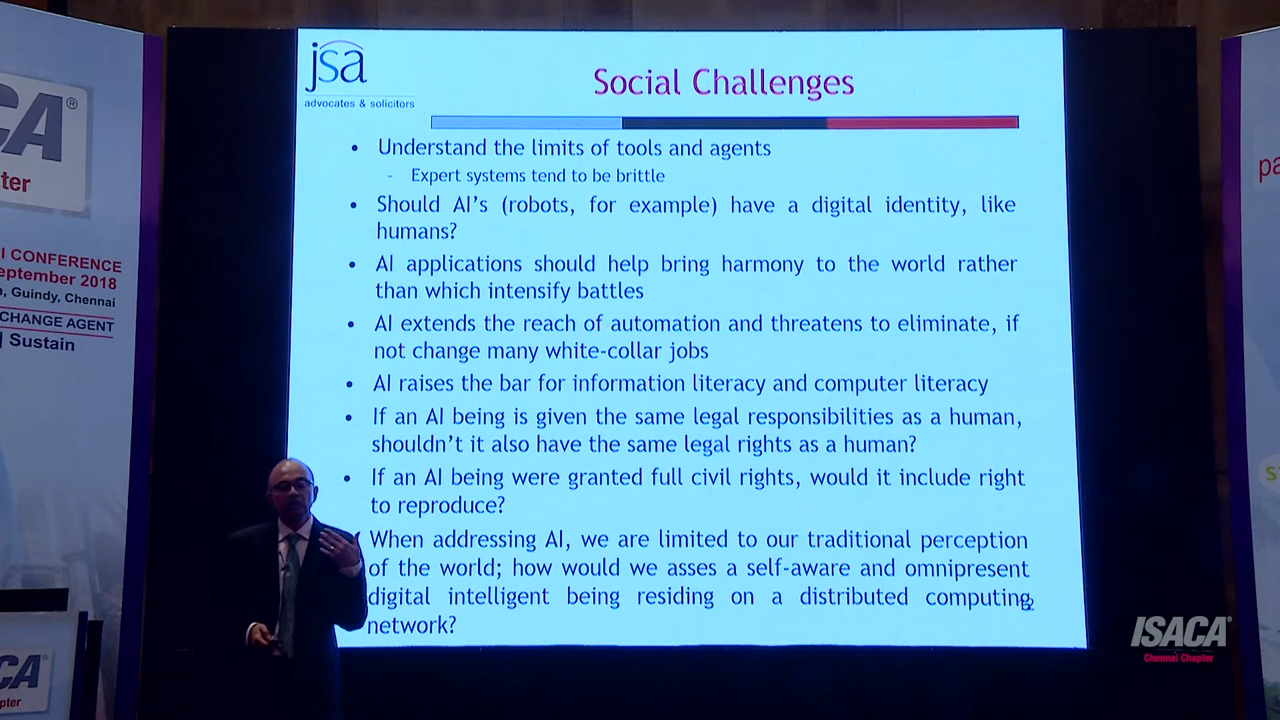 jsa
advocates & solicitors
Social Challenges
• Understand the limits of tools and agents
- Expert systems tend to be brittle
• Should AI's (robots, for example) have a digital identity, like
humans?
• AI applications should help bring harmony to the world rather
than which intensify battles
• AI extends the reach of automation and threatens to eliminate, if
not change many white-collar jobs
• AI raises the bar for information literacy and computer literacy
• If an AI being is given the same legal responsibilities as a human,
shouldn't it also have the same legal rights as a human?
• If an AI being were granted full civil rights, would it include right
to reproduce?
When addressing AI, we are limited to our traditional perception
of the world; how would we asses a self-aware and omnipresent
digital intelligent being residing on a distributed computing
network?
CA®
ter
I CONFERENCE
eptember 2018
, Guindy, Chennai
CHANGE AGENT
| Sustain
CA
pter
pa
s
ISACA®
Chennai Chapter